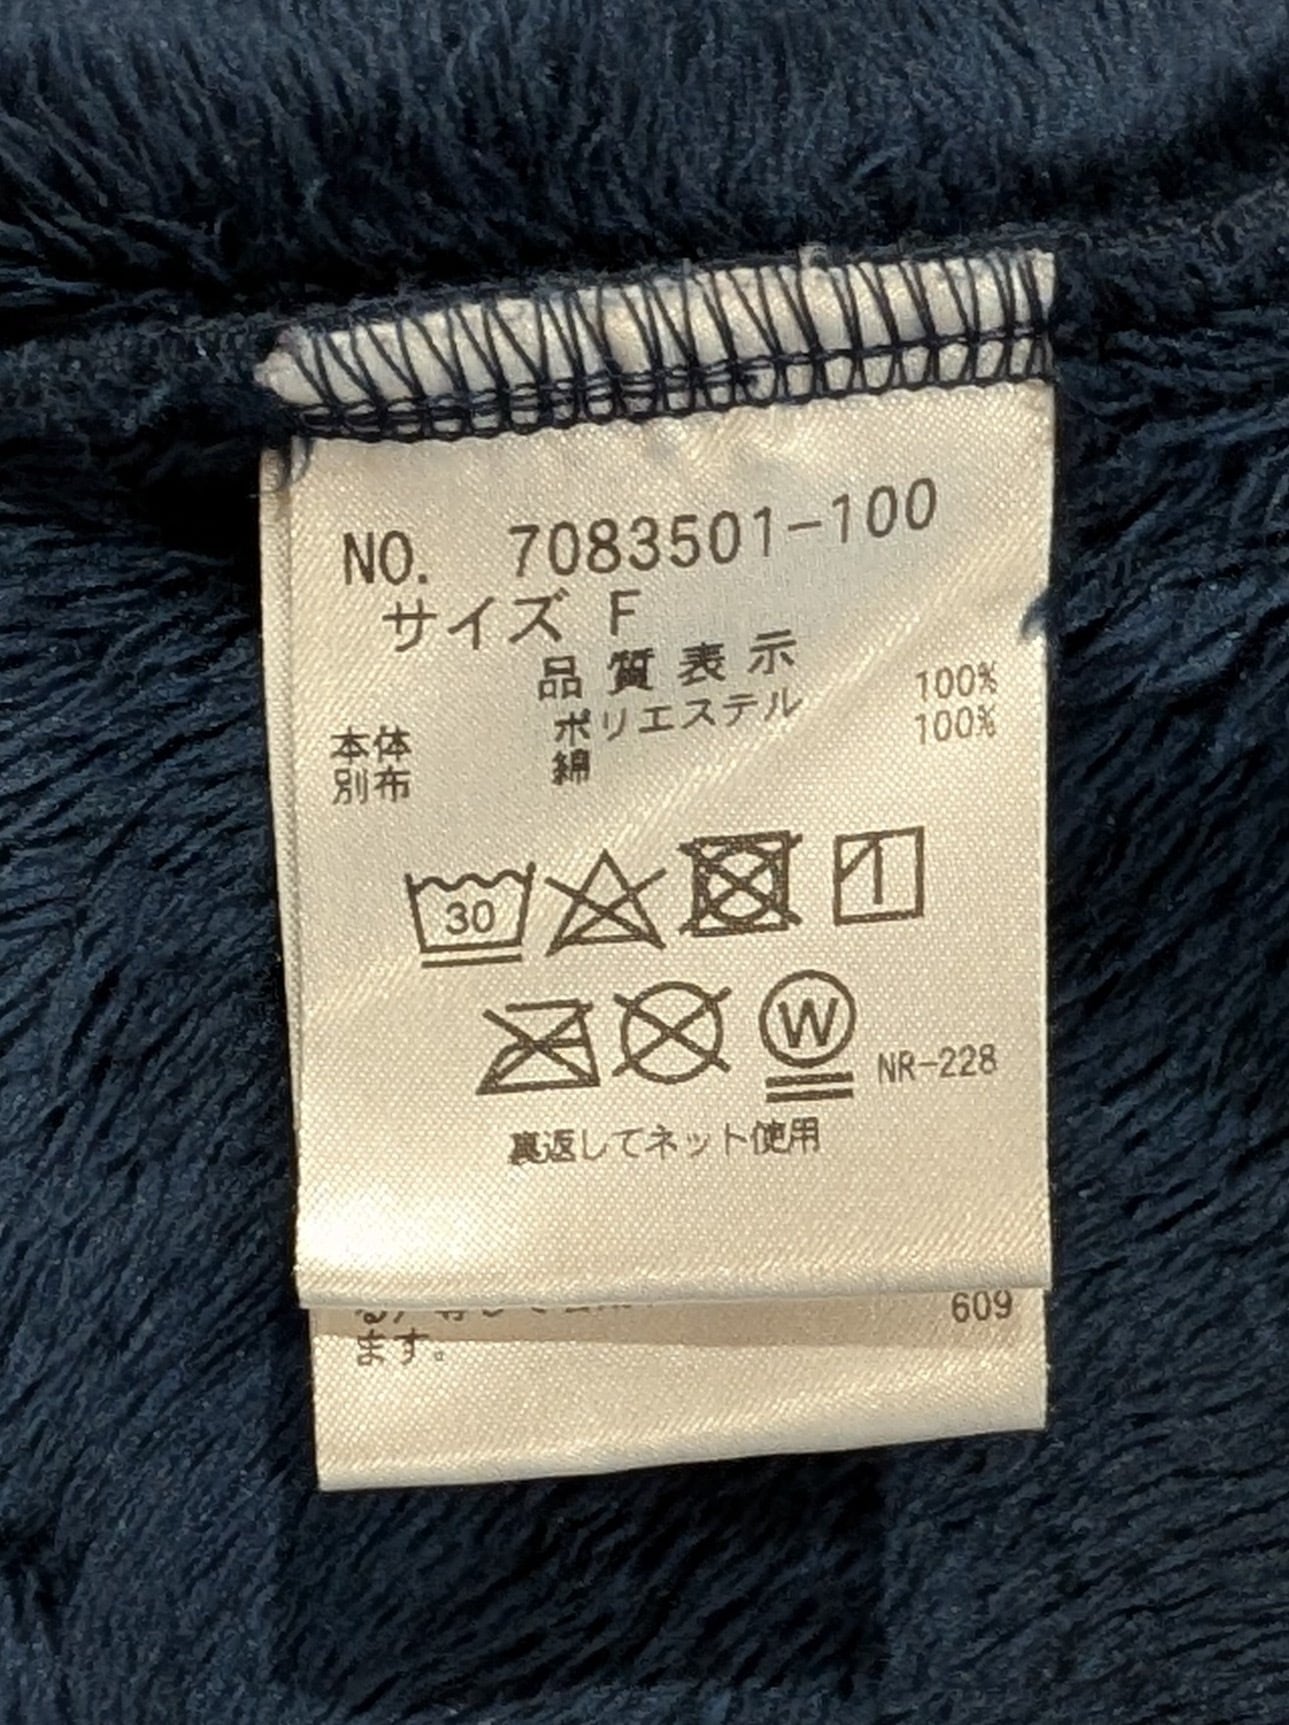 NO. 7083501-100
サイズ F
品質表示
本体 ポリエステル 100%
別布 綿 100%
30
W NR-228
裏返してネット使用
609
ます。